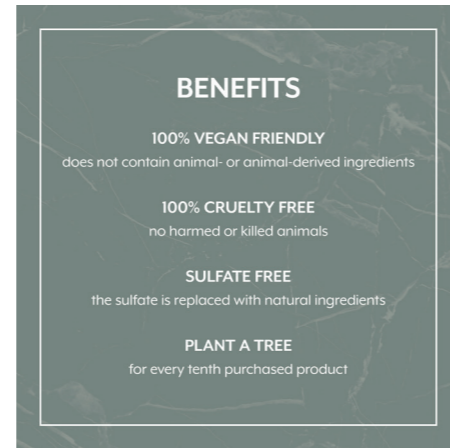 BENEFITS
100% VEGAN FRIENDLY
does not contain animal- or animal-derived ingredients
100% CRUELTY FREE
no harmed or killed animals
SULFATE FREE
the sulfate is replaced with natural ingredients
PLANT A TREE
for every tenth purchased product